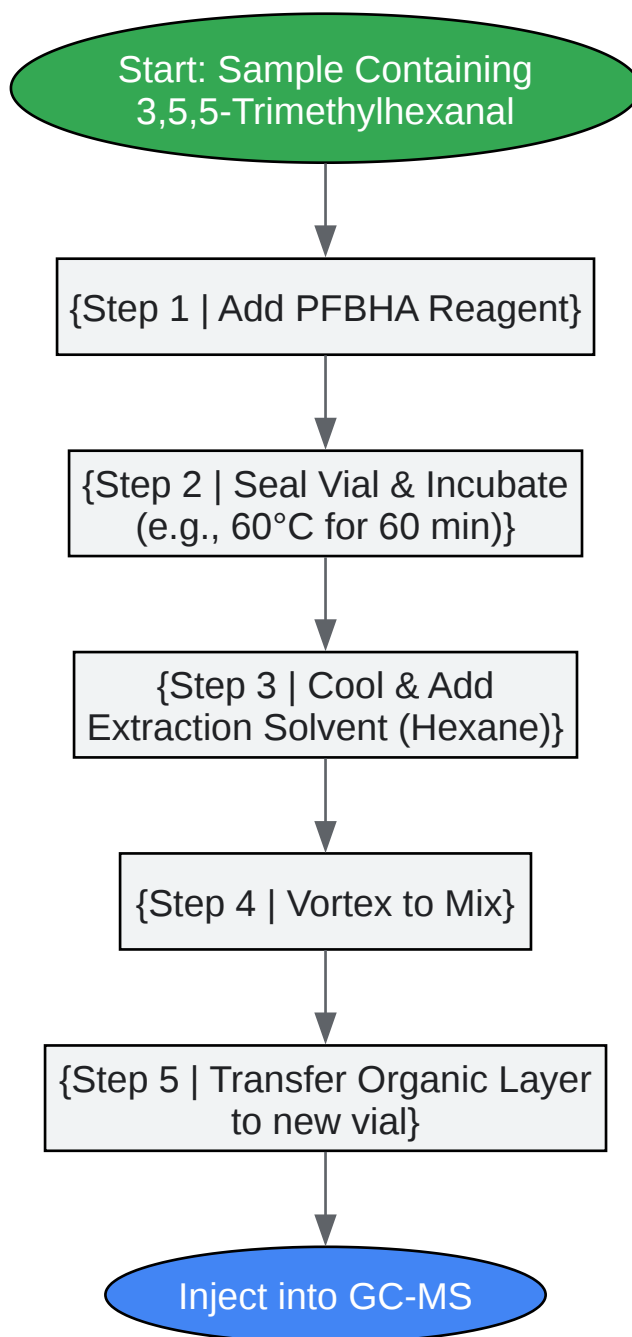 Start: Sample Containing
3,5,5-Trimethylhexanal
{Step 1 | Add PFBHA Reagent}
{Step 2 | Seal Vial & Incubate
(e.g., 60°C for 60 min)}
{Step 3 | Cool & Add
Extraction Solvent (Hexane)}
{Step 4 | Vortex to Mix}
{Step 5 | Transfer Organic Layer
to new vial}
Inject into GC-MS